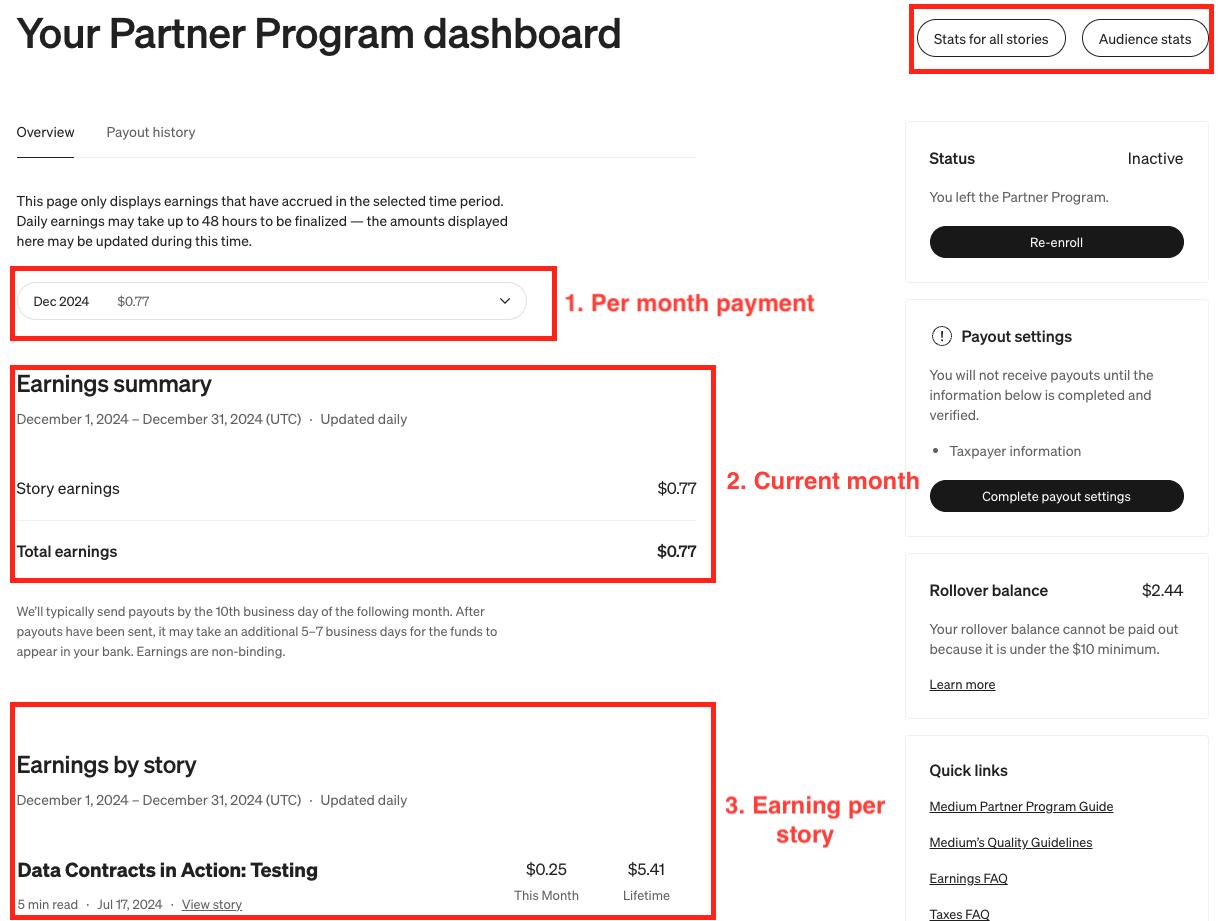 Your Partner Program dashboard
Stats for all stories
Audience stats
Overview
Payout history
This page only displays earnings that have accrued in the selected time period.
Daily earnings may take up to 48 hours to be finalized — the amounts displayed
here may be updated during this time.
Dec 2024 $0.77
1. Per month payment
Earnings summary
December 1, 2024 – December 31, 2024 (UTC) · Updated daily
Story earnings $0.77
Total earnings $0.77
2. Current month
We'll typically send payouts by the 10th business day of the following month. After
payouts have been sent, it may take an additional 5–7 business days for the funds to
appear in your bank. Earnings are non-binding.
Earnings by story
December 1, 2024 – December 31, 2024 (UTC) · Updated daily
3. Earning per
story
Data Contracts in Action: Testing
$0.25 $5.41
This Month Lifetime
5 min read · Jul 17, 2024 · View story
Status Inactive
You left the Partner Program.
Re-enroll
Payout settings
You will not receive payouts until the
information below is completed and
verified.
• Taxpayer information
Complete payout settings
Rollover balance $2.44
Your rollover balance cannot be paid out
because it is under the $10 minimum.
Learn more
Quick links
Medium Partner Program Guide
Medium's Quality Guidelines
Earnings FAQ
Taxes FAQ